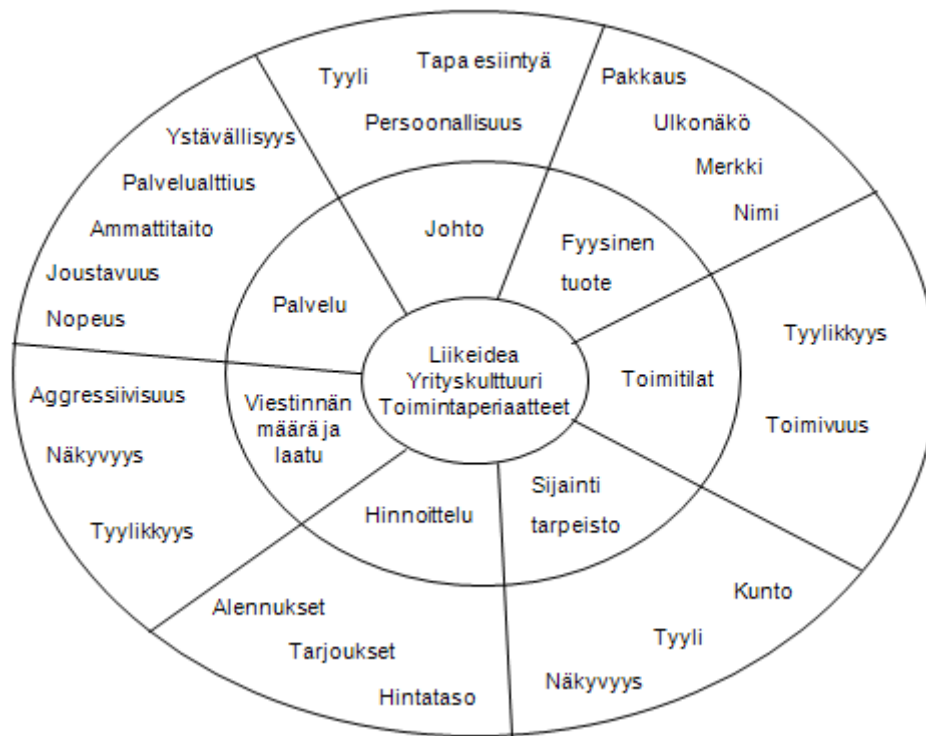 Tyyli
Tapa esiintyä
Persoonallisuus
Pakkaus
Ulkonäkö
Merkki
Nimi
Ystävällisyys
Palvelualttius
Ammattitaito
Joustavuus
Nopeus
Johto
Fyysinen
tuote
Palvelu
Liikeidea
Yrityskulttuuri
Toimintaperiaatteet
Toimitilat
Tyylikkyys
Toimivuus
Aggressiivisuus
Näkyvyys
Tyylikkyys
Viestinnän
määrä ja
laatu
Hinnoittelu
Sijainti
tarpeisto
Alennukset
Tarjoukset
Hintataso
Kunto
Tyyli
Näkyvyys